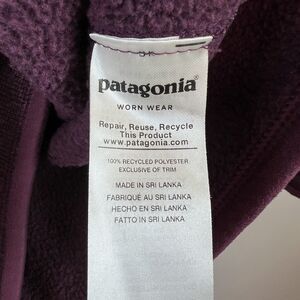 patagonia®
WORN WEAR
Repair, Reuse, Recycle
This Product
www.patagonia.com
100% RECYCLED POLYESTER
EXCLUSIVE OF TRIM
MADE IN SRI LANKA
FABRIQUÉ AU SRI LANKA
HECHO EN SRI LANKA
FATTO IN SRI LANKA